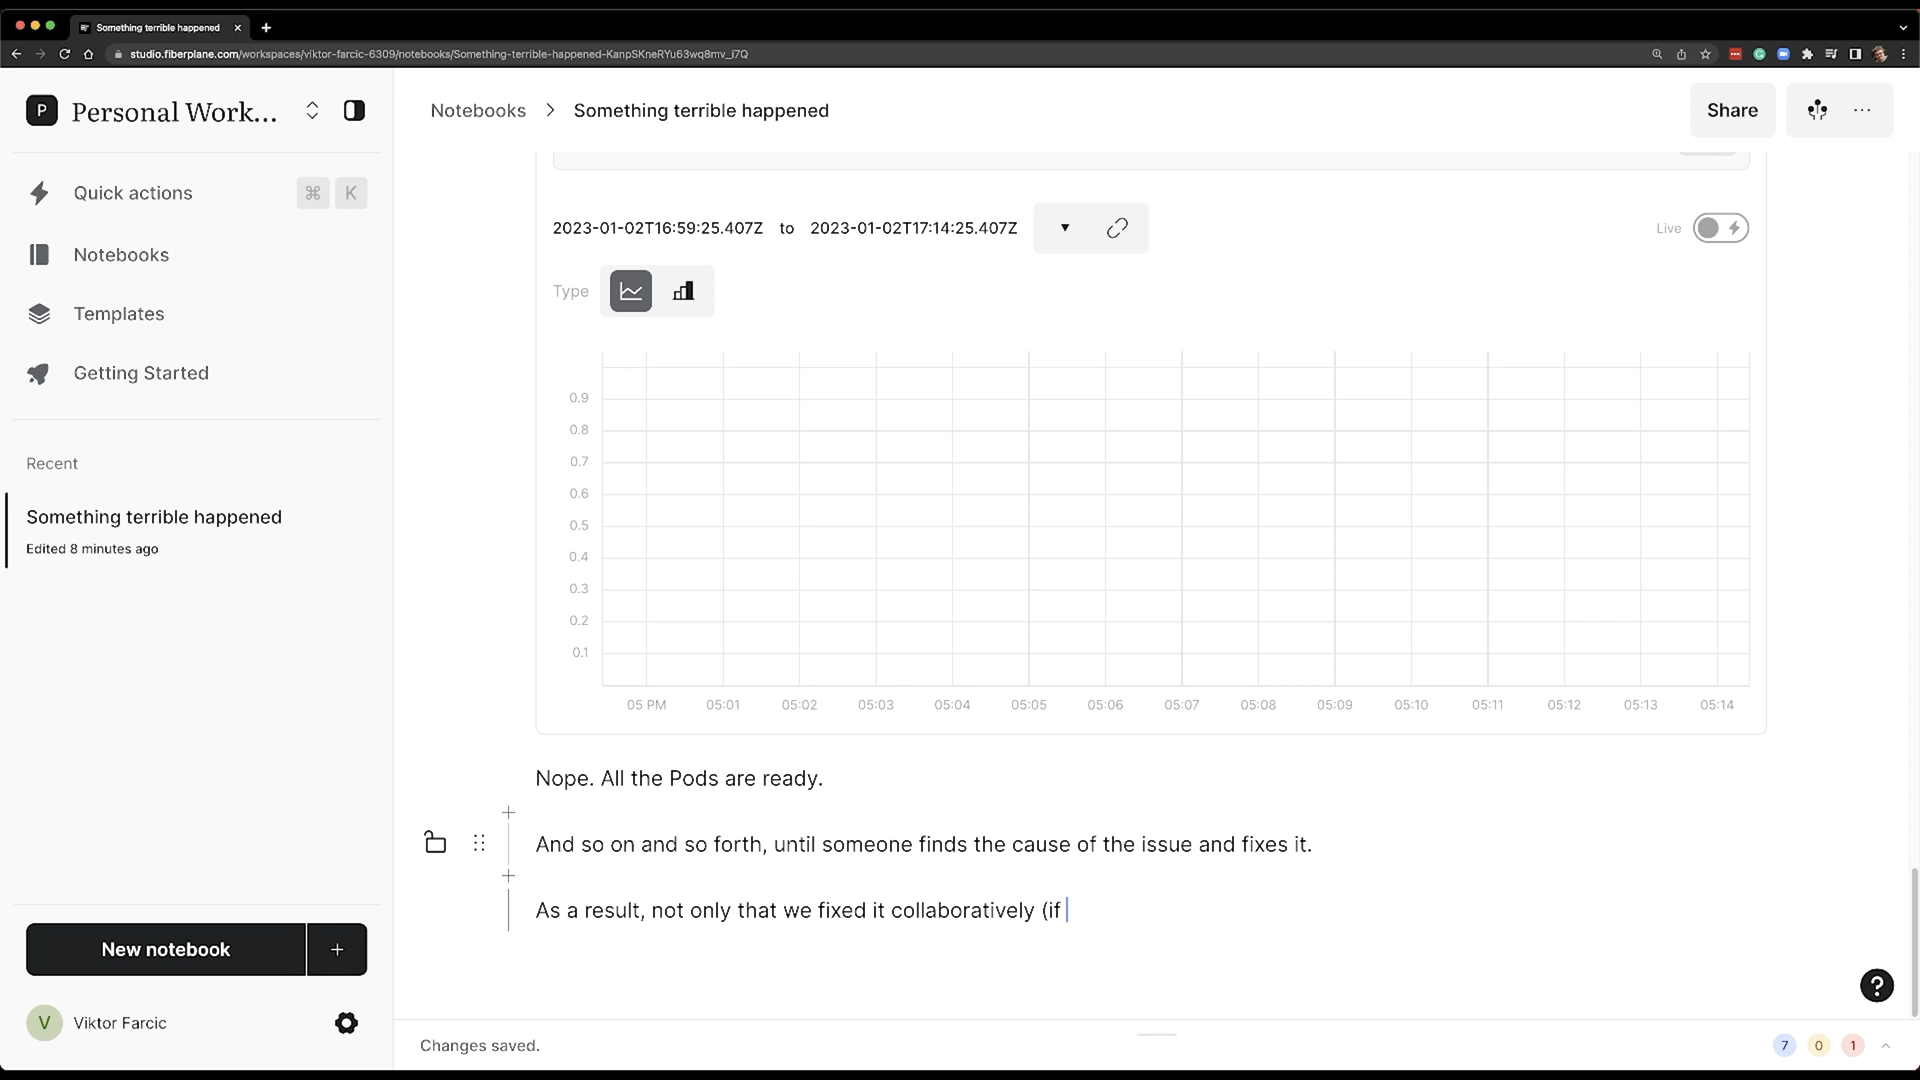 Something terrible happened
studio.fiberplane.com/workspaces/viktor-farcic-6309/notebooks/Something-terrible-happened-KanpSKneRYu63wq8mv_i7Q
P Personal Work...
Notebooks > Something terrible happened
Share
Quick actions ⌘ K
Notebooks
Templates
Getting Started
Recent
Something terrible happened
Edited 8 minutes ago
New notebook +
V Viktor Farcic
2023-01-02T16:59:25.407Z to 2023-01-02T17:14:25.407Z
Live
Type
0.9
0.8
0.7
0.6
0.5
0.4
0.3
0.2
0.1
05 PM 05:01 05:02 05:03 05:04 05:05 05:06 05:07 05:08 05:09 05:10 05:11 05:12 05:13 05:14
Nope. All the Pods are ready.
And so on and so forth, until someone finds the cause of the issue and fixes it.
As a result, not only that we fixed it collaboratively (if
?
Changes saved.
7 0 1